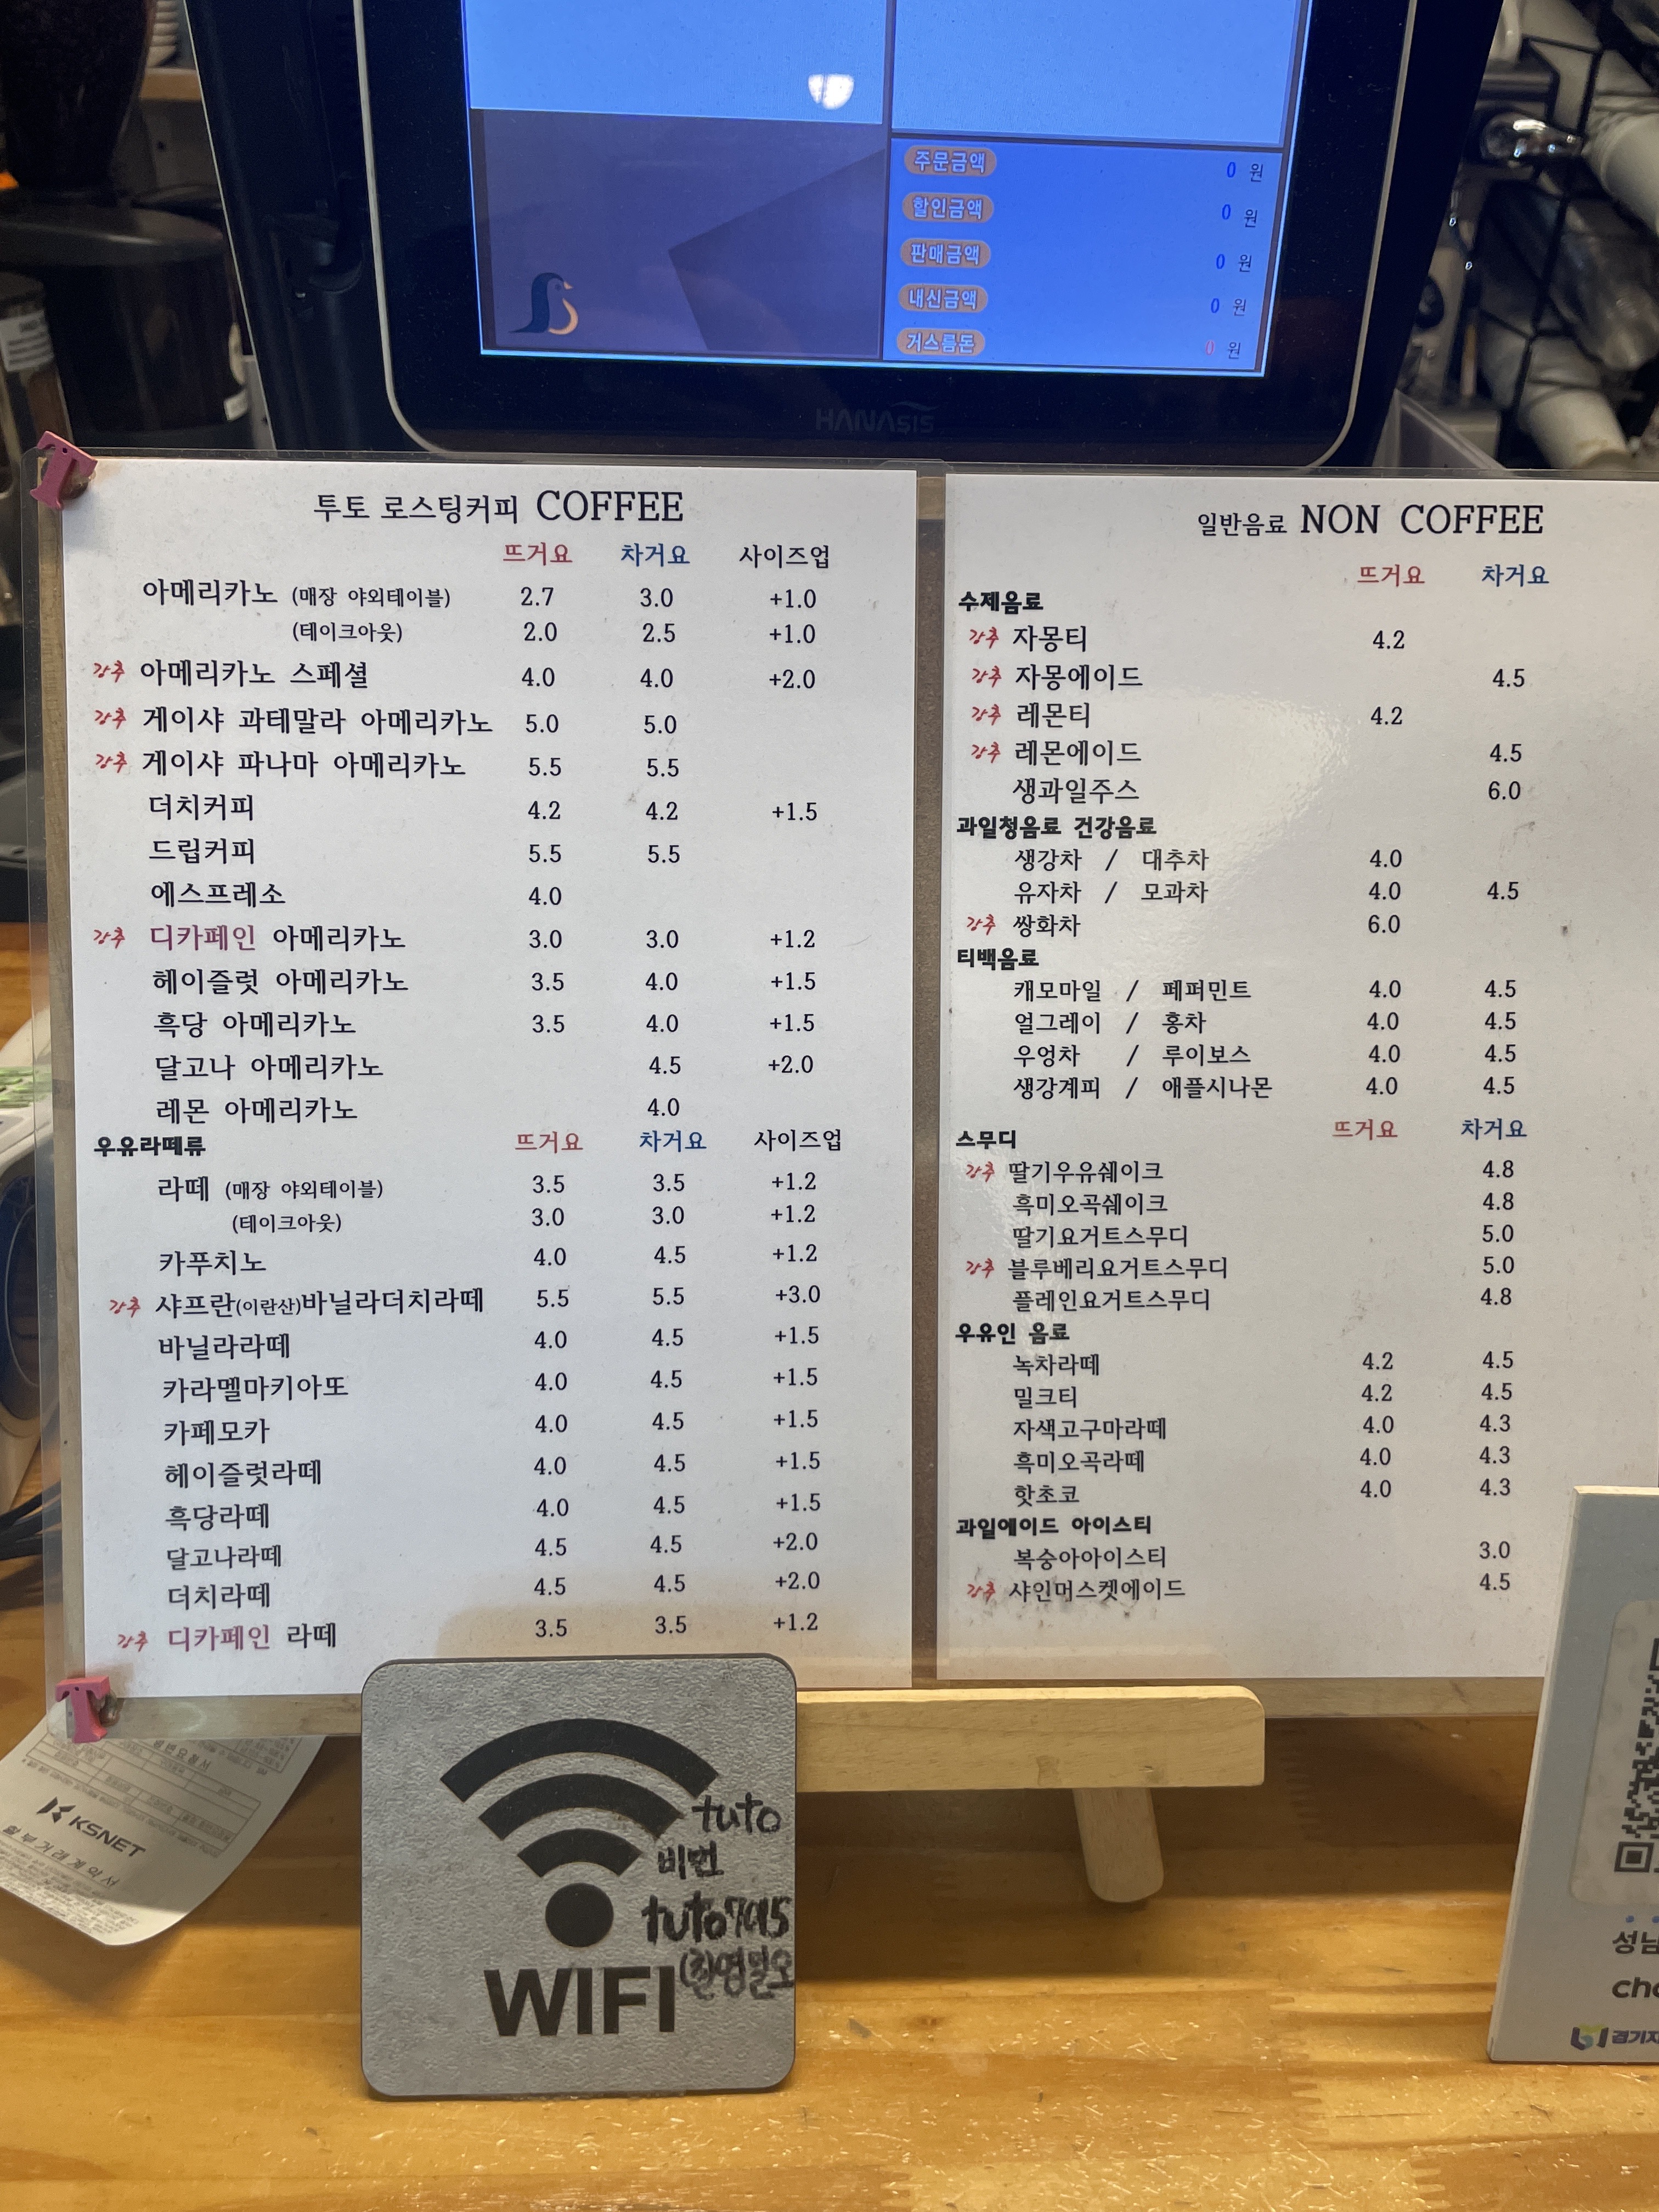 주문금액 0 원
할인금액 0 원
판매금액 0 원
내신금액 0 원
거스름돈 0 원
HANASIS
투토 로스팅커피 COFFEE
뜨거요 차거요 사이즈업
아메리카노 (매장 야외테이블) 2.7 3.0 +1.0
(테이크아웃) 2.0 2.5 +1.0
강추 아메리카노 스페셜 4.0 4.0 +2.0
강추 게이샤 과테말라 아메리카노 5.0 5.0
강추 게이샤 파나마 아메리카노 5.5 5.5
더치커피 4.2 4.2 +1.5
드립커피 5.5 5.5
에스프레소 4.0
강추 디카페인 아메리카노 3.0 3.0 +1.2
헤이즐럿 아메리카노 3.5 4.0 +1.5
흑당 아메리카노 3.5 4.0 +1.5
달고나 아메리카노 4.5 +2.0
레몬 아메리카노 4.0
우유라떼류 뜨거요 차거요 사이즈업
라떼 (매장 야외테이블) 3.5 3.5 +1.2
(테이크아웃) 3.0 3.0 +1.2
카푸치노 4.0 4.5 +1.2
강추 샤프란(이란산)바닐라더치라떼 5.5 5.5 +3.0
바닐라라떼 4.0 4.5 +1.5
카라멜마키아또 4.0 4.5 +1.5
카페모카 4.0 4.5 +1.5
헤이즐럿라떼 4.0 4.5 +1.5
흑당라떼 4.0 4.5 +1.5
달고나라떼 4.5 4.5 +2.0
더치라떼 4.5 4.5 +2.0
강추 디카페인 라떼 3.5 3.5 +1.2
일반음료 NON COFFEE
뜨거요 차거요
수제음료
강추 자몽티 4.2
강추 자몽에이드 4.5
강추 레몬티 4.2
강추 레몬에이드 4.5
생과일주스 6.0
과일청음료 건강음료
생강차 / 대추차 4.0
유자차 / 모과차 4.0 4.5
강추 쌍화차 6.0
티백음료
캐모마일 / 페퍼민트 4.0 4.5
얼그레이 / 홍차 4.0 4.5
우엉차 / 루이보스 4.0 4.5
생강계피 / 애플시나몬 4.0 4.5
스무디 뜨거요 차거요
강추 딸기우유쉐이크 4.8
흑미오곡쉐이크 4.8
딸기요거트스무디 5.0
강추 블루베리요거트스무디 5.0
플레인요거트스무디 4.8
우유인 음료
녹차라떼 4.2 4.5
밀크티 4.2 4.5
자색고구마라떼 4.0 4.3
흑미오곡라떼 4.0 4.3
핫초코 4.0 4.3
과일에이드 아이스티
복숭아아이스티 3.0
강추 샤인머스켓에이드 4.5
KSNET
할부거래계약서
tuto
비번
WIFI
성남
cha
경기지